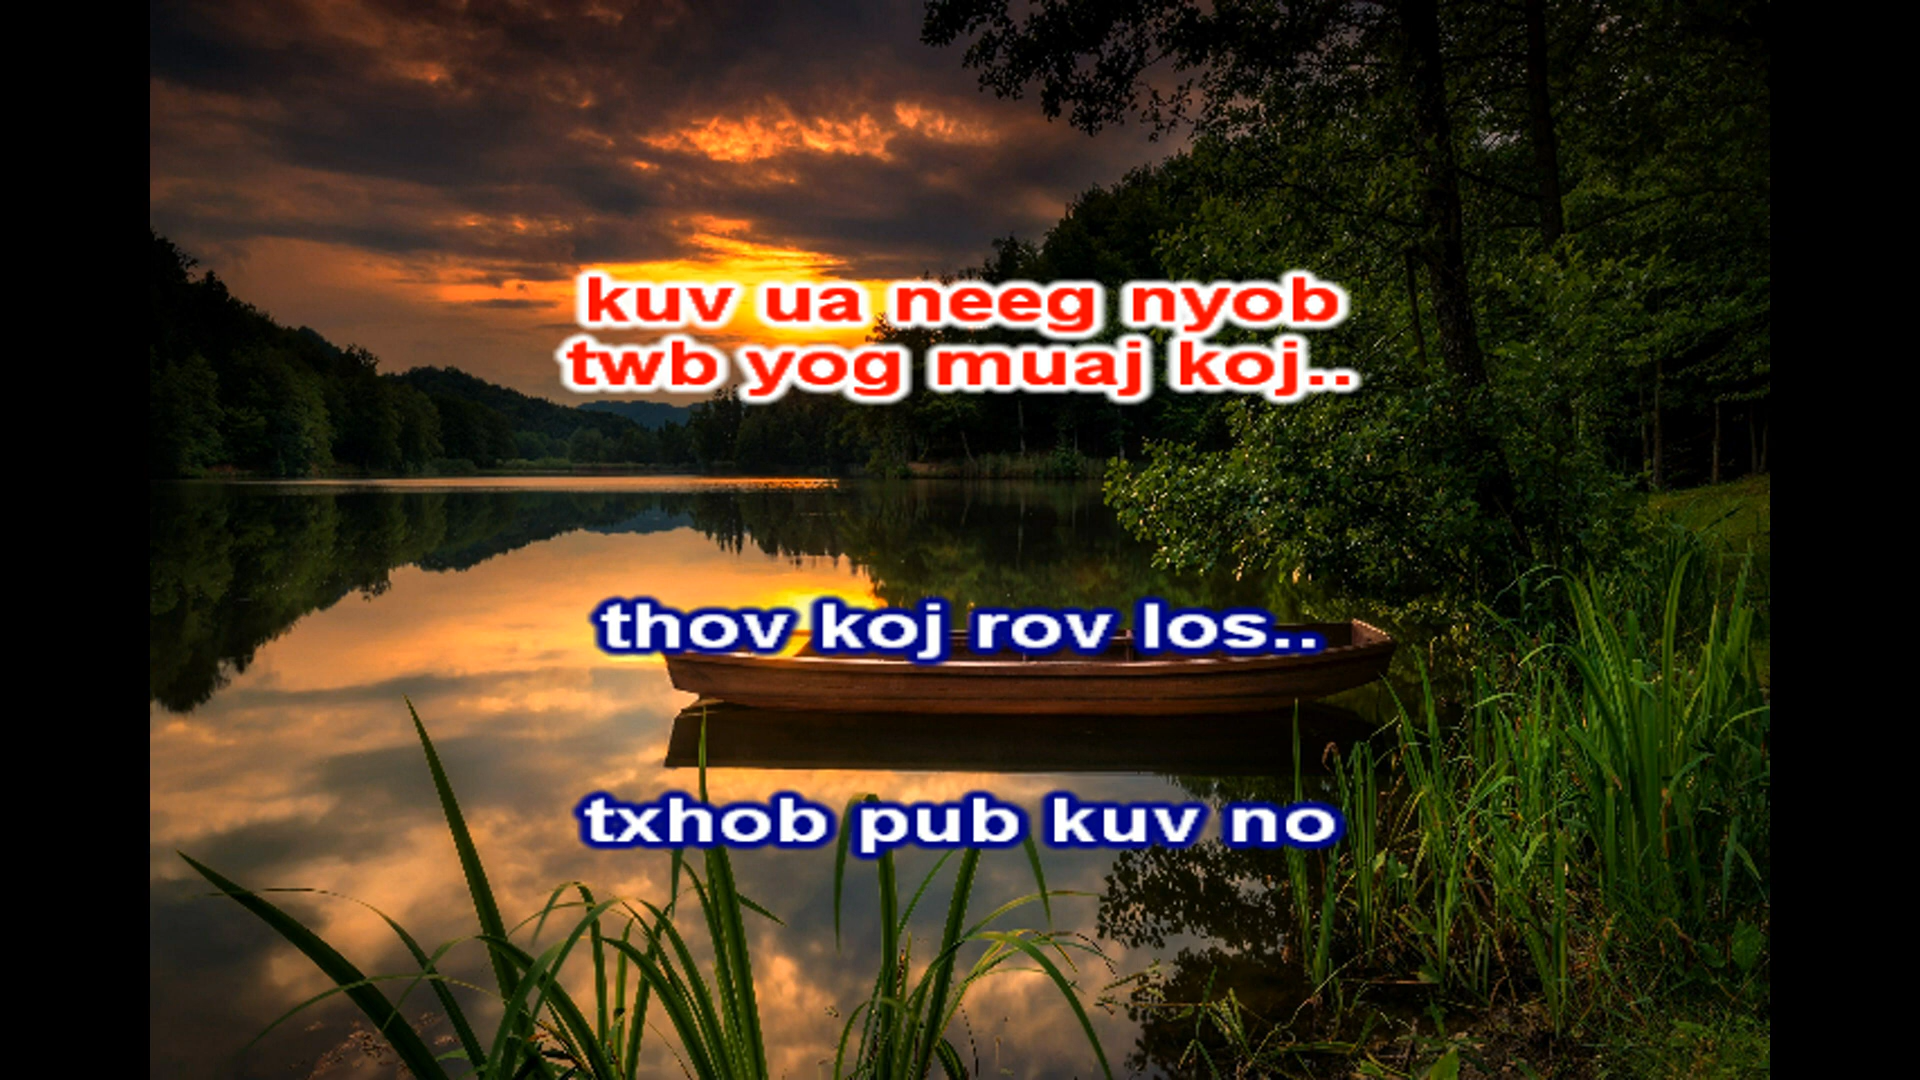 kuv ua neeg nyob
twb yog muaj koj..
thov koj rov los..
txhob pub kuv no